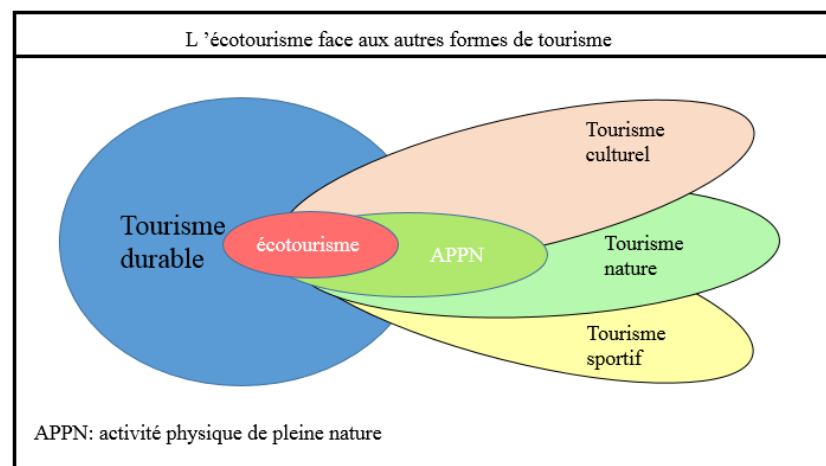 L ’écotourisme face aux autres formes de tourisme
Tourisme
culturel
Tourisme
durable
écotourisme
APPN
Tourisme
nature
Tourisme
sportif
APPN: activité physique de pleine nature